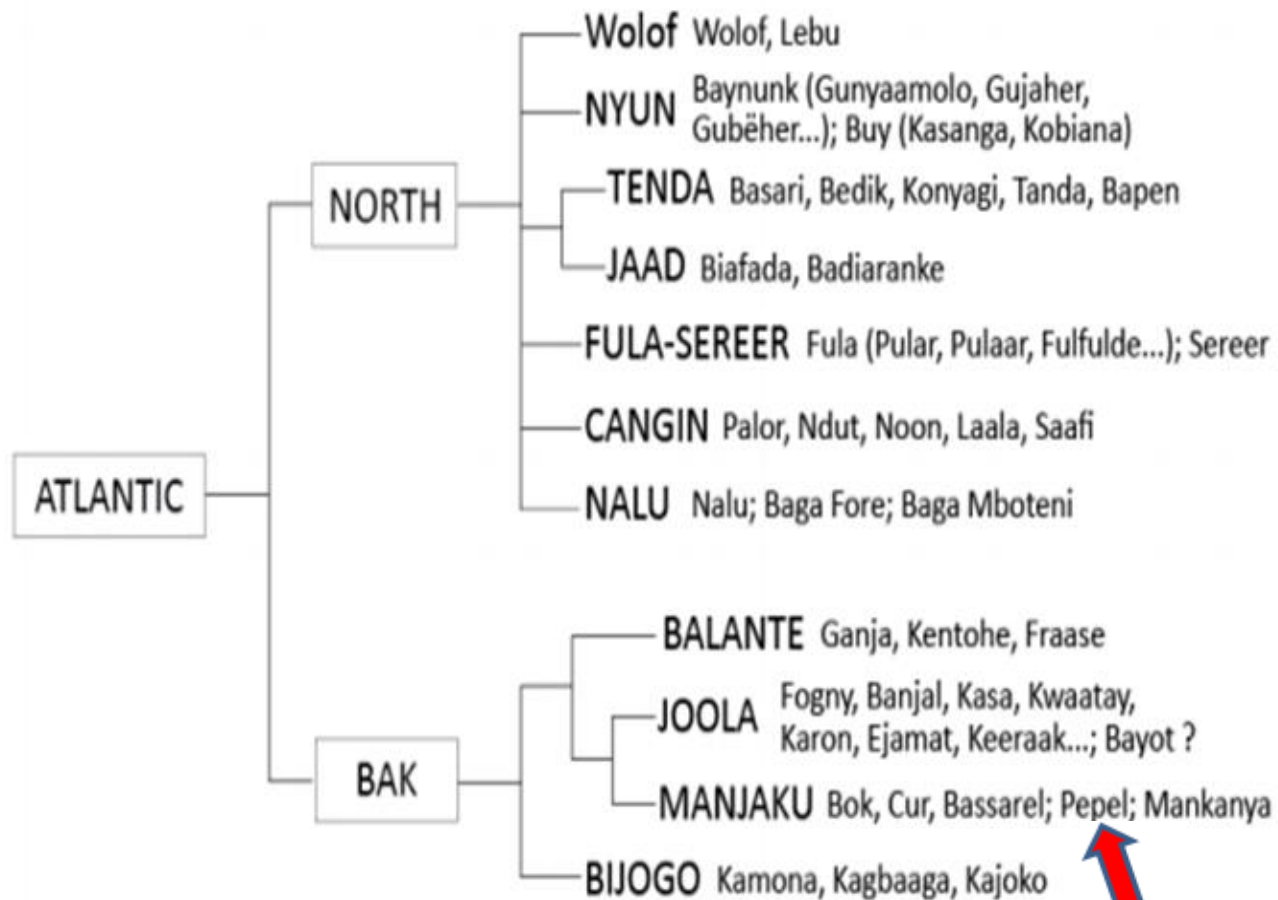 Wolof Wolof, Lebu
NYUN Baynunk (Gunyaamolo, Gujaher,
Gubëher...); Buy (Kasanga, Kobiana)
TENDA Basari, Bedik, Konyagi, Tanda, Bapen
NORTH
JAAD Biafada, Badiaranke
FULA-SEREER Fula (Pular, Pulaar, Fulfulde...); Sereer
CANGIN Palor, Ndut, Noon, Laala, Saafi
ATLANTIC
NALU Nalu; Baga Fore; Baga Mboteni
BALANTE Ganja, Kentohe, Fraase
JOOLA Fogny, Banjal, Kasa, Kwaatay,
Karon, Ejamat, Keeraak...; Bayot ?
BAK
MANJAKU Bok, Cur, Bassarel; Pepel; Mankanya
BIJOGO Kamona, Kagbaaga, Kajoko